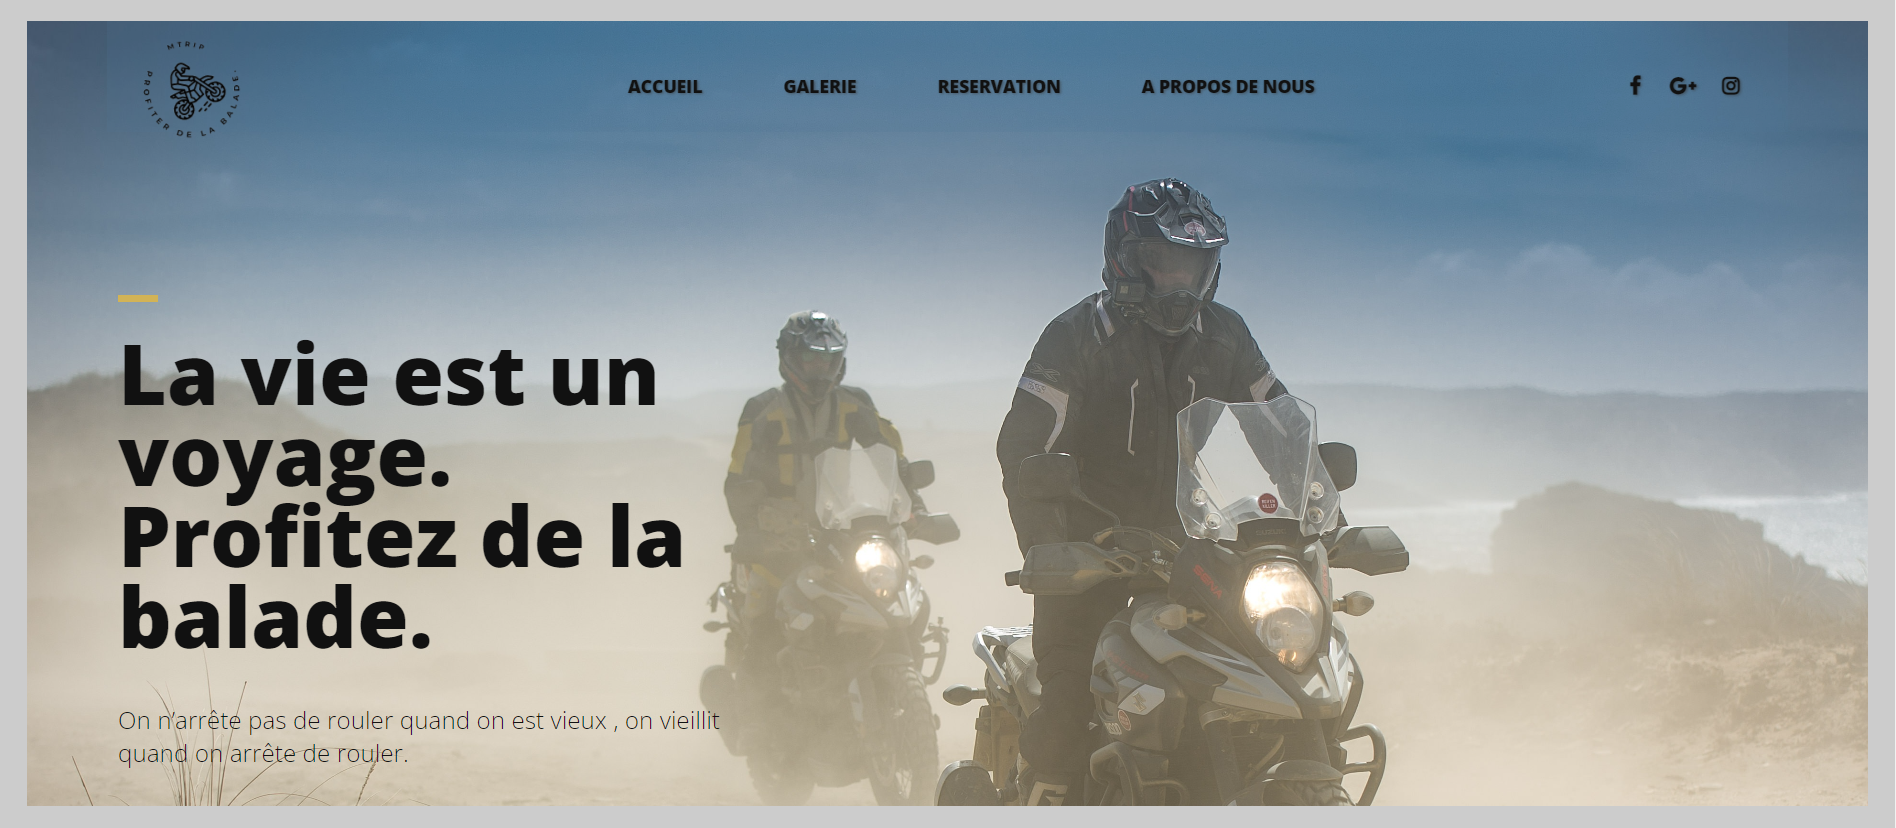 MTRIP
PROFITER DE LA BALADE.
ACCUEIL GALERIE RESERVATION A PROPOS DE NOUS
La vie est un
voyage.
Profitez de la
balade.
On n'arrête pas de rouler quand on est vieux , on vieillit
quand on arrête de rouler.